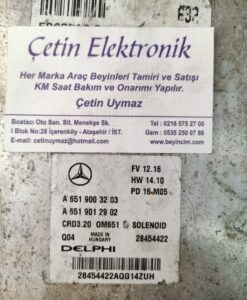 Çetin Elektronik
Her Marka Araç Beyinleri Tamiri ve Satışı
KM Saat Bakım ve Onarımı Yapılır.
Çetin Uymaz
Bostacı Oto San. Sit. Menekşe Sk.
I Blok No:28 İçerenköy - Ataşehir / İST.
E-mail: cetinuymaz@hotmail.com
Tel : 0216 575 27 00
Gsm : 0535 250 07 86
www.beyincim.com
FV 12.16
HW 14.10
PD 16 M05
A 651 900 32 03
A 651 901 29 02
CRD3.20 OM651 SOLENOID
Q04 MADE IN HUNGARY 28454422
DELPHI
28454422AQG14ZUH